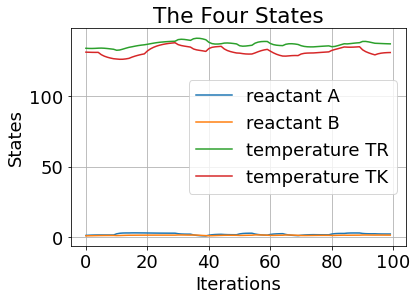 The Four States
States
100
50
0
reactant A
reactant B
temperature TR
temperature TK
0 20 40 60 80 100
Iterations